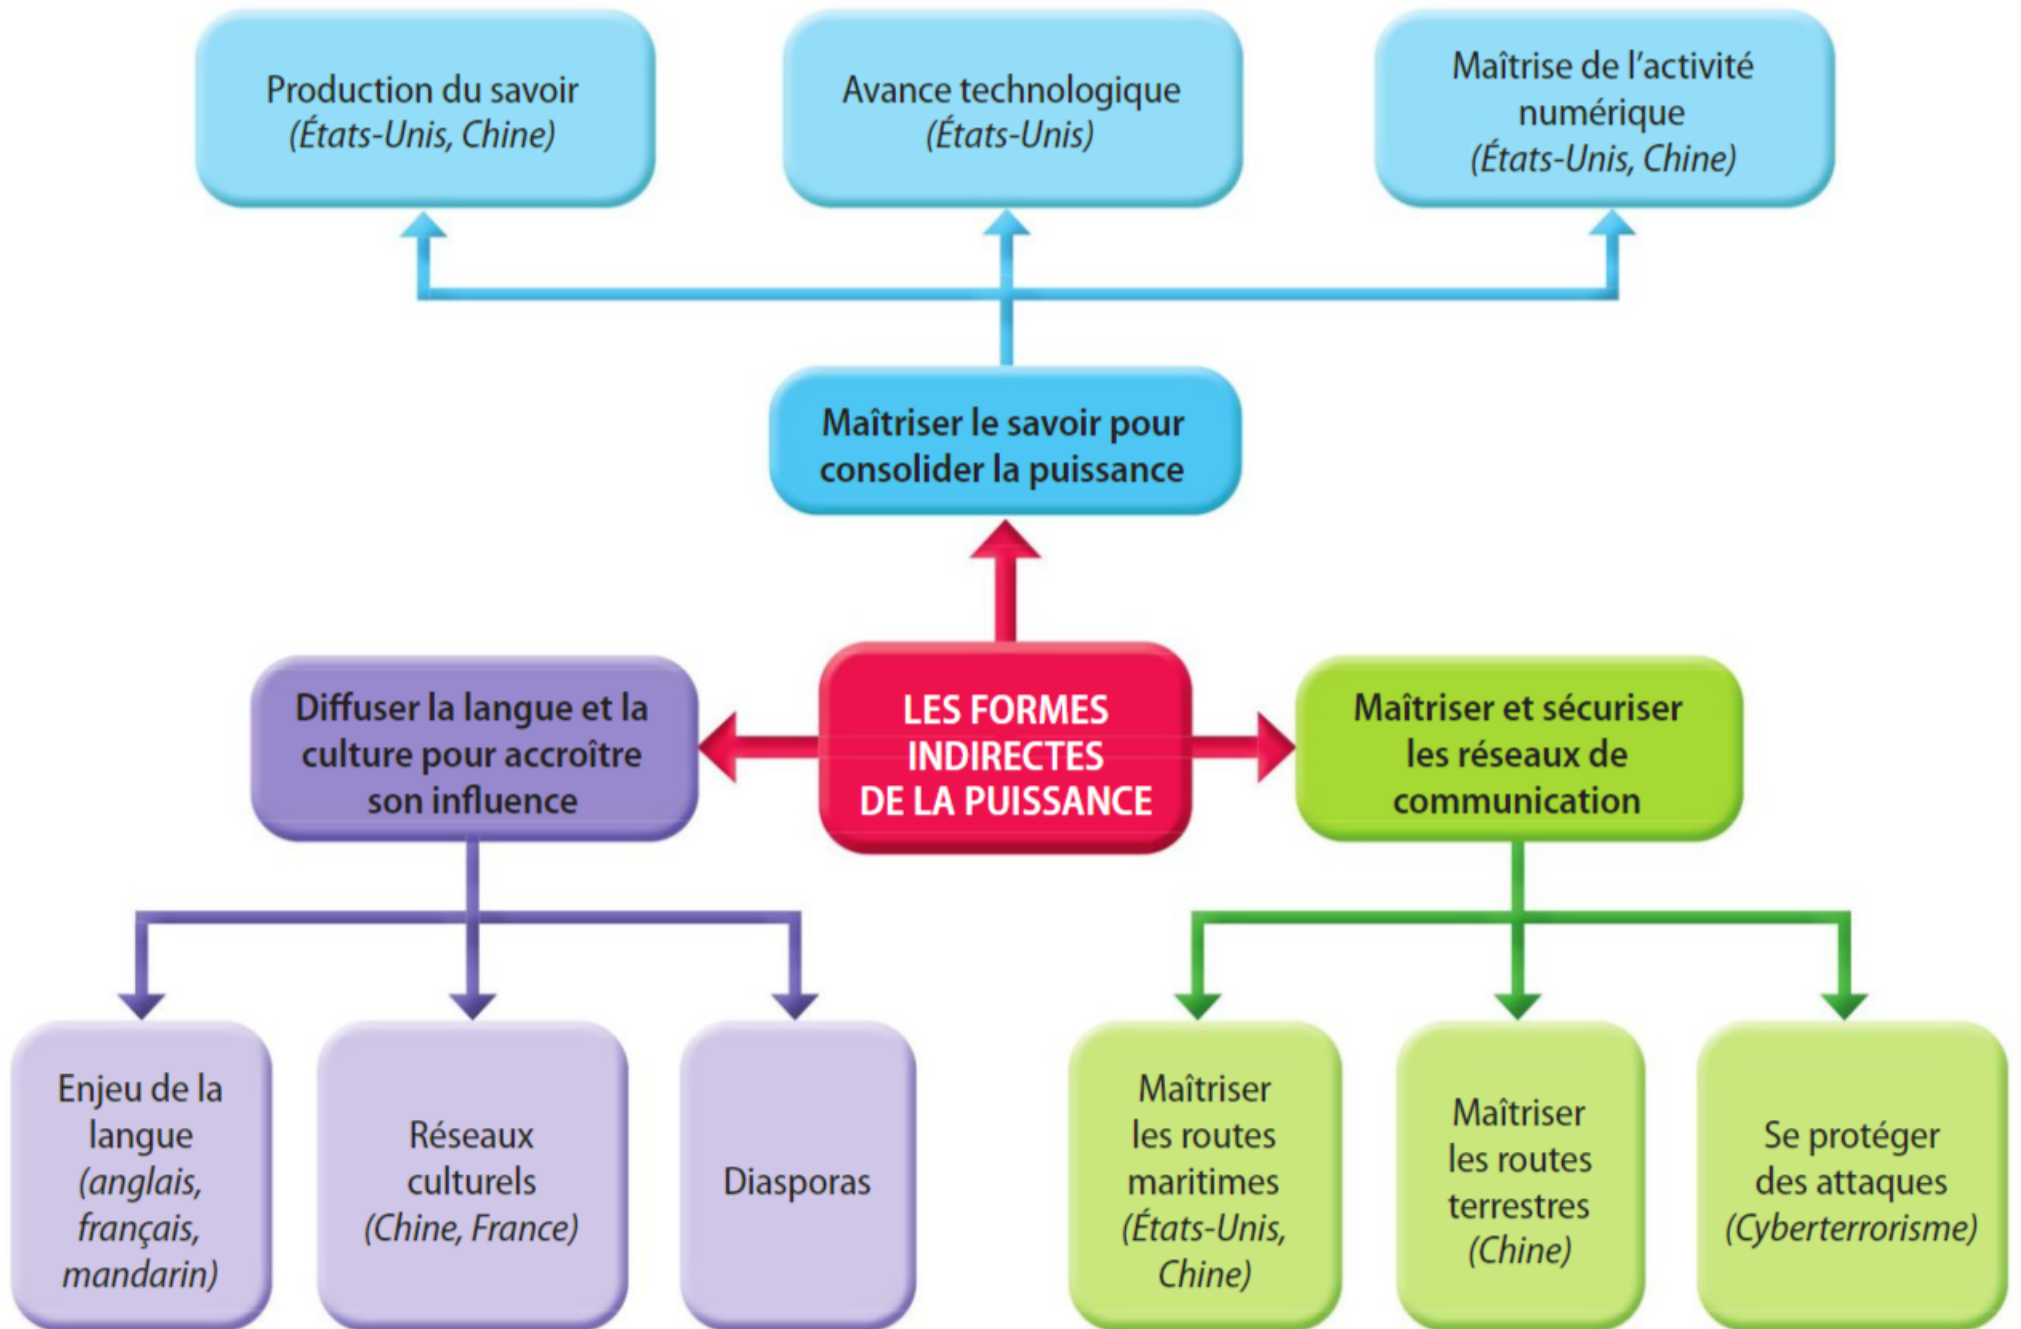 Production du savoir
(États-Unis, Chine)
Avance technologique
(États-Unis)
Maîtrise de l'activité
numérique
(États-Unis, Chine)
Maîtriser le savoir pour
consolider la puissance
Diffuser la langue et la
culture pour accroître
son influence
LES FORMES
INDIRECTES
DE LA PUISSANCE
Maîtriser et sécuriser
les réseaux de
communication
Enjeu de la
langue
(anglais,
français,
mandarin)
Réseaux
culturels
(Chine, France)
Diasporas
Maîtriser
les routes
maritimes
(États-Unis,
Chine)
Maîtriser
les routes
terrestres
(Chine)
Se protéger
des attaques
(Cyberterrorisme)